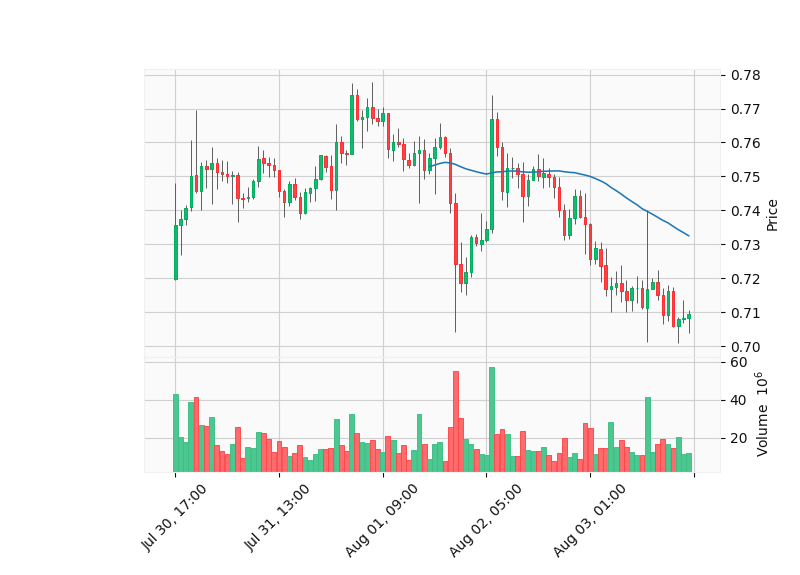 0.78
0.77
0.76
0.75
0.74
0.73
0.72
0.71
0.70
Price
60
40
20
Volume 10^6
Jul 30, 17:00
Jul 31, 13:00
Aug 01, 09:00
Aug 02, 05:00
Aug 03, 01:00